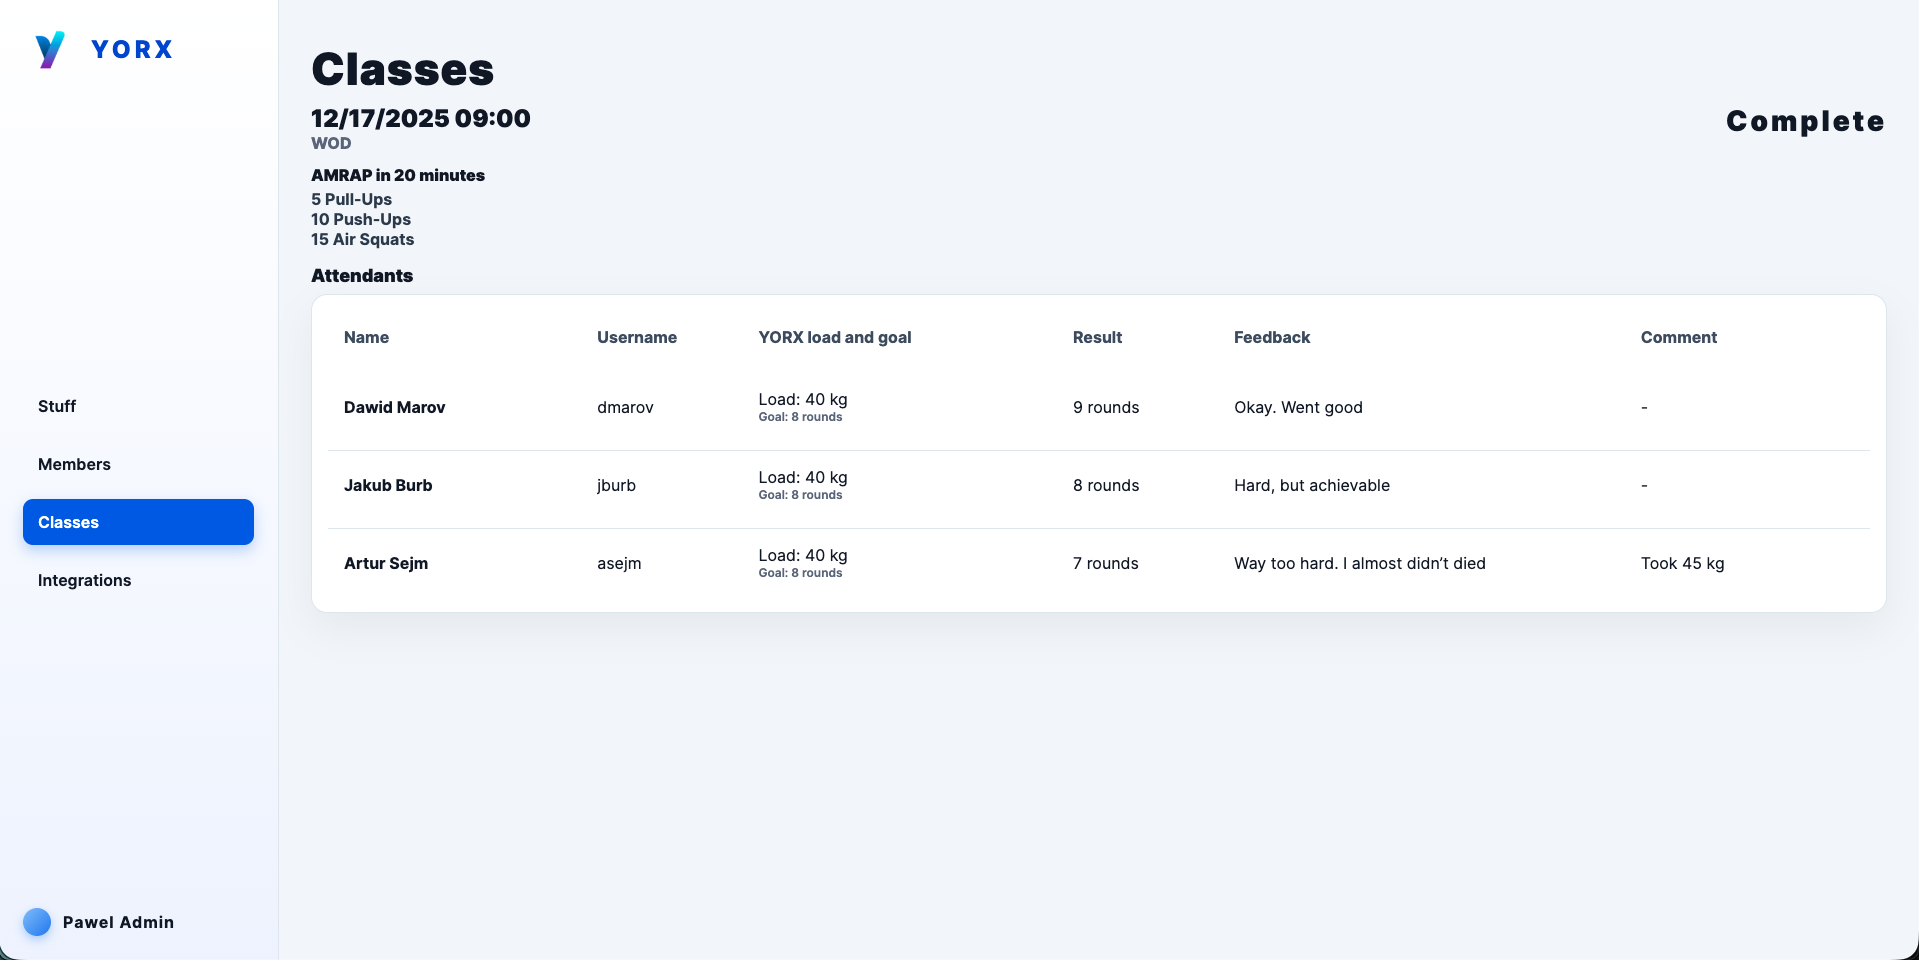 YORX
Stuff
Members
Classes
Integrations
Pawel Admin
Classes
12/17/2025 09:00
Complete
WOD
AMRAP in 20 minutes
5 Pull-Ups
10 Push-Ups
15 Air Squats
Attendants
Name Username YORX load and goal Result Feedback Comment
Dawid Marov dmarov Load: 40 kg 9 rounds Okay. Went good -
Goal: 8 rounds
Jakub Burb jburb Load: 40 kg 8 rounds Hard, but achievable -
Goal: 8 rounds
Artur Sejm asejm Load: 40 kg 7 rounds Way too hard. I almost didn’t died Took 45 kg
Goal: 8 rounds